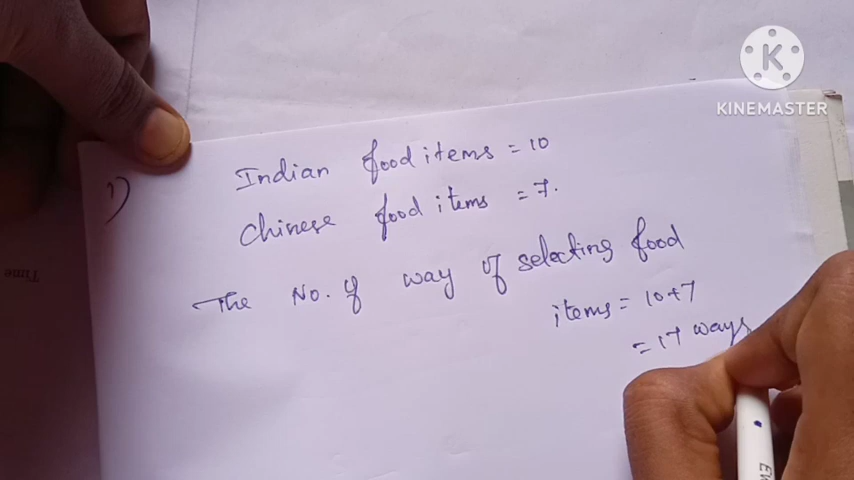 KINEMASTER
1)
Indian food items = 10
Chinese food items = 7.
The No. of way of selecting food
items = 10+7
= 17 ways
Time